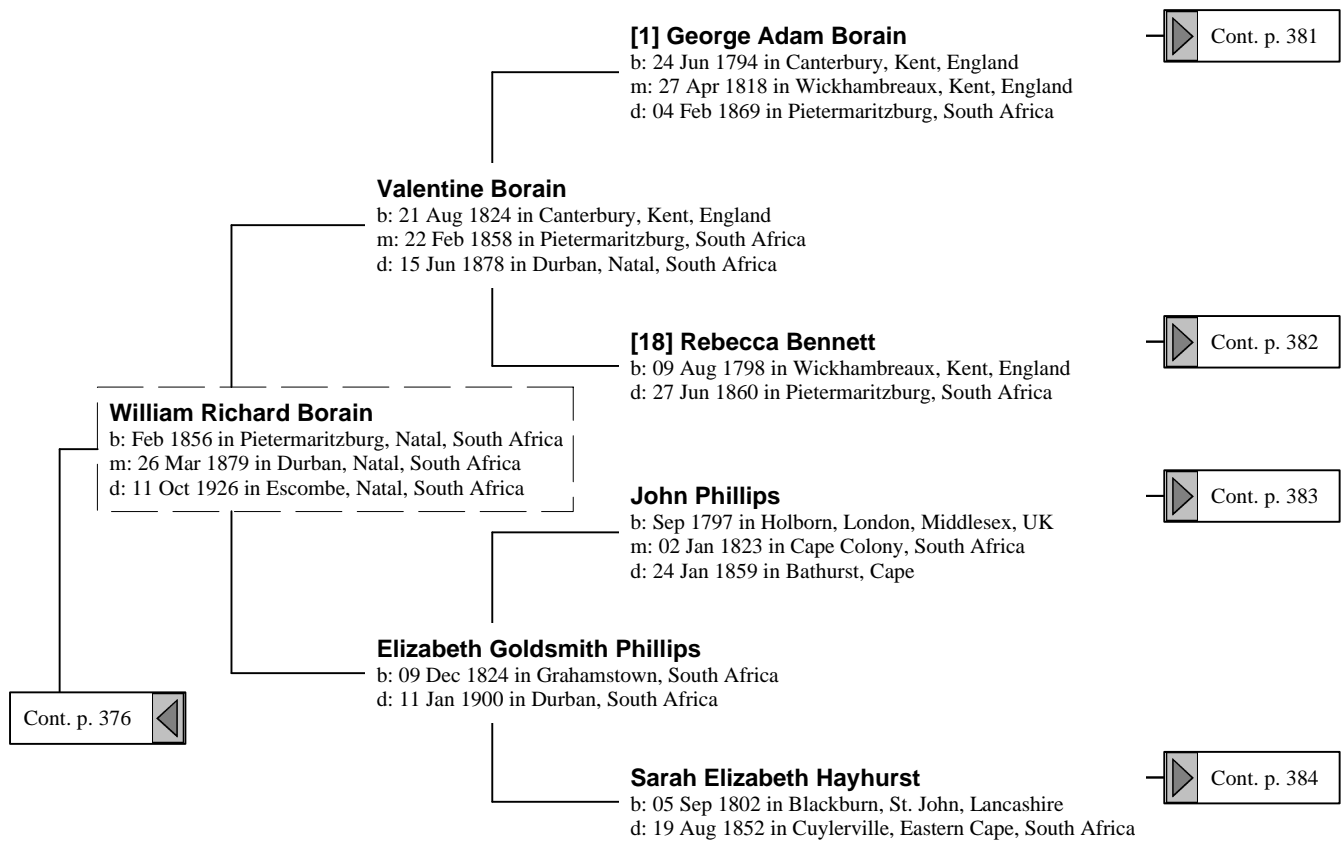 [1] George Adam Borain
b: 24 Jun 1794 in Canterbury, Kent, England
m: 27 Apr 1818 in Wickhambreaux, Kent, England
d: 04 Feb 1869 in Pietermaritzburg, South Africa
Cont. p. 381
Valentine Borain
b: 21 Aug 1824 in Canterbury, Kent, England
m: 22 Feb 1858 in Pietermaritzburg, South Africa
d: 15 Jun 1878 in Durban, Natal, South Africa
[18] Rebecca Bennett
b: 09 Aug 1798 in Wickhambreaux, Kent, England
d: 27 Jun 1860 in Pietermaritzburg, South Africa
Cont. p. 382
William Richard Borain
b: Feb 1856 in Pietermaritzburg, Natal, South Africa
m: 26 Mar 1879 in Durban, Natal, South Africa
d: 11 Oct 1926 in Escombe, Natal, South Africa
John Phillips
b: Sep 1797 in Holborn, London, Middlesex, UK
m: 02 Jan 1823 in Cape Colony, South Africa
d: 24 Jan 1859 in Bathurst, Cape
Cont. p. 383
Elizabeth Goldsmith Phillips
b: 09 Dec 1824 in Grahamstown, South Africa
d: 11 Jan 1900 in Durban, South Africa
Cont. p. 376
Sarah Elizabeth Hayhurst
b: 05 Sep 1802 in Blackburn, St. John, Lancashire
d: 19 Aug 1852 in Cuylerville, Eastern Cape, South Africa
Cont. p. 384